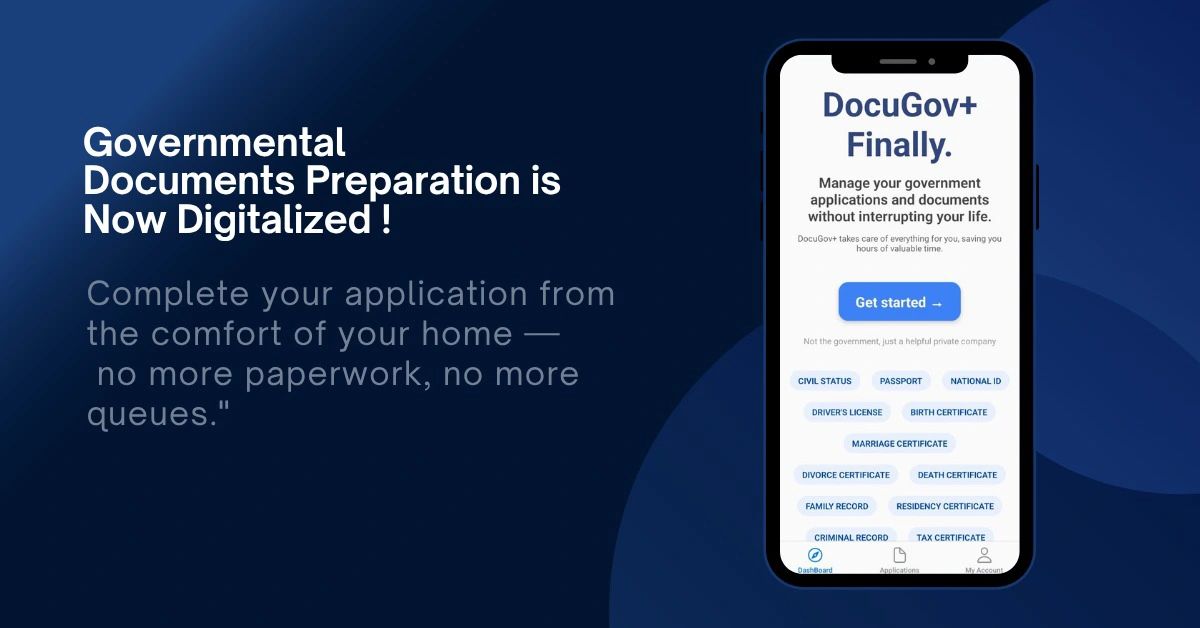 Governmental
Documents Preparation is
Now Digitalized !
Complete your application from
the comfort of your home —
no more paperwork, no more
queues."
DocuGov+
Finally.
Manage your government
applications and documents
without interrupting your life.
DocuGov+ takes care of everything for you, saving you
hours of valuable time.
Get started →
Not the government, just a helpful private company
CIVIL STATUS PASSPORT NATIONAL ID
DRIVER'S LICENSE BIRTH CERTIFICATE
MARRIAGE CERTIFICATE
DIVORCE CERTIFICATE DEATH CERTIFICATE
FAMILY RECORD RESIDENCY CERTIFICATE
CRIMINAL RECORD TAX CERTIFICATE
DashBoard Applications My Account